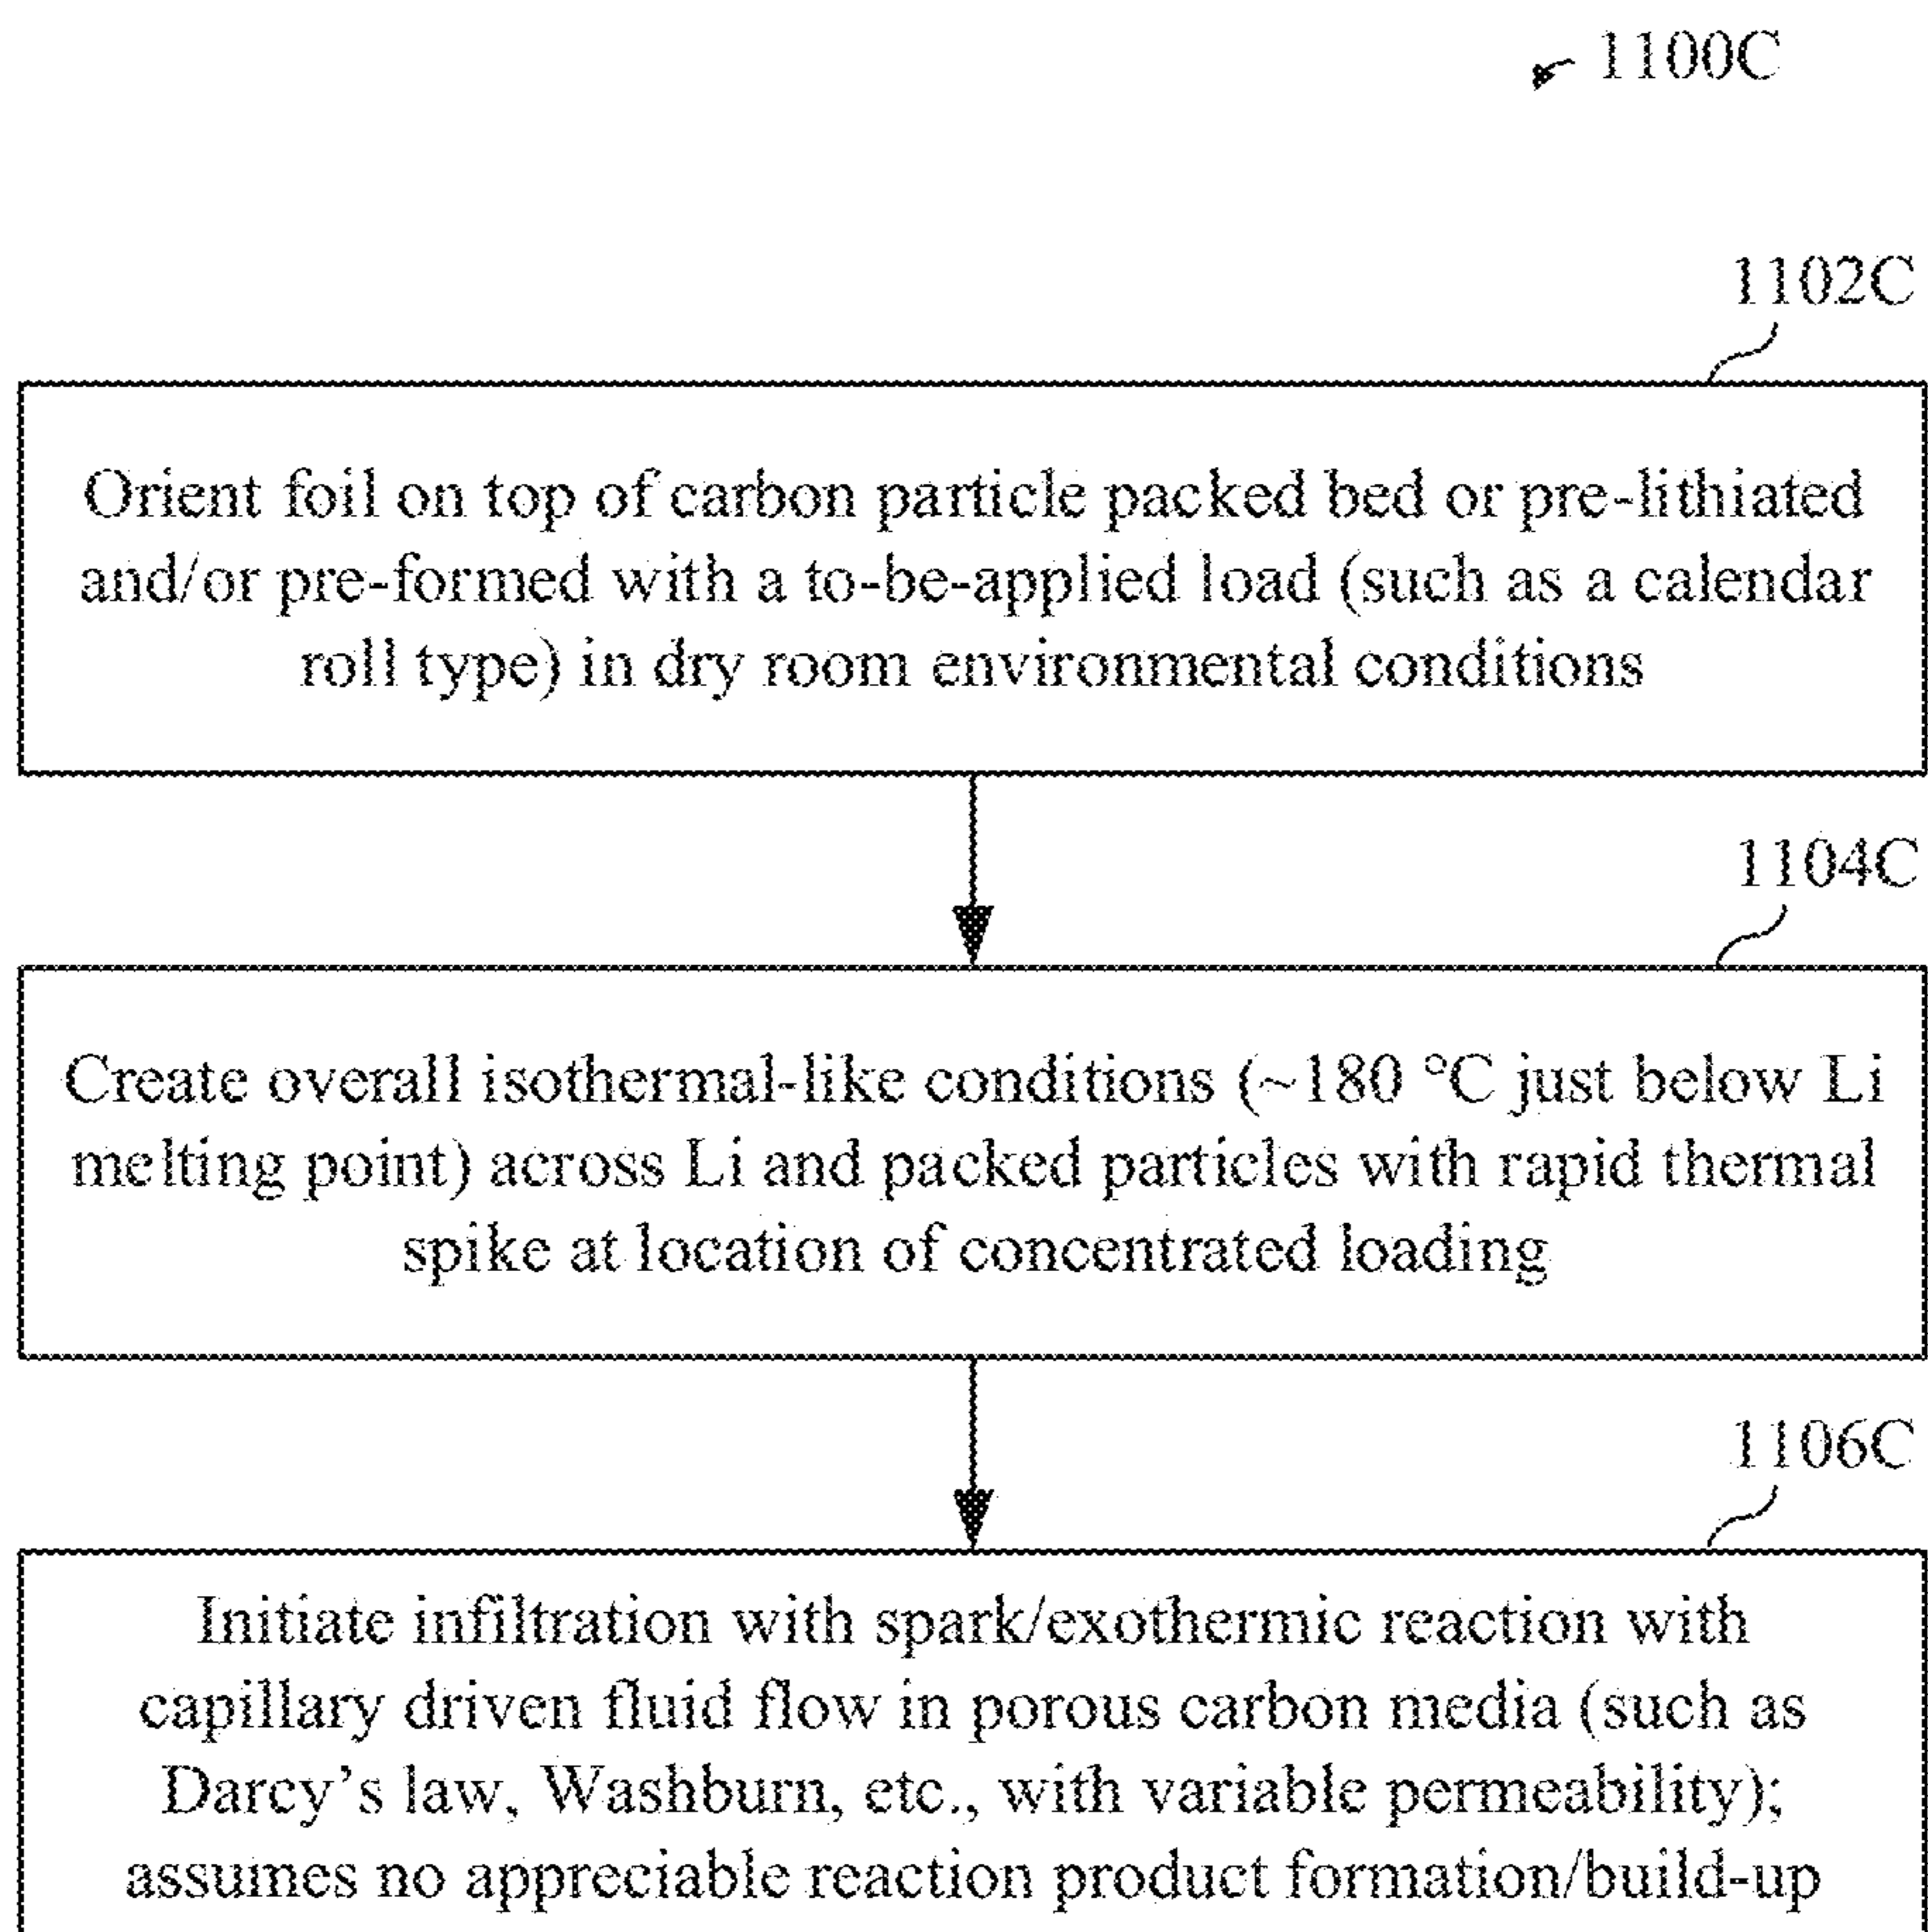 1100C
1102C
Orient foil on top of carbon particle packed bed or pre-lithiated
and/or pre-formed with a to-be-applied load (such as a calendar
roll type) in dry room environmental conditions
1104C
Create overall isothermal-like conditions (~180 °C just below Li
melting point) across Li and packed particles with rapid thermal
spike at location of concentrated loading
1106C
Initiate infiltration with spark/exothermic reaction with
capillary driven fluid flow in porous carbon media (such as
Darcy's law, Washburn, etc., with variable permeability);
assumes no appreciable reaction product formation/build-up